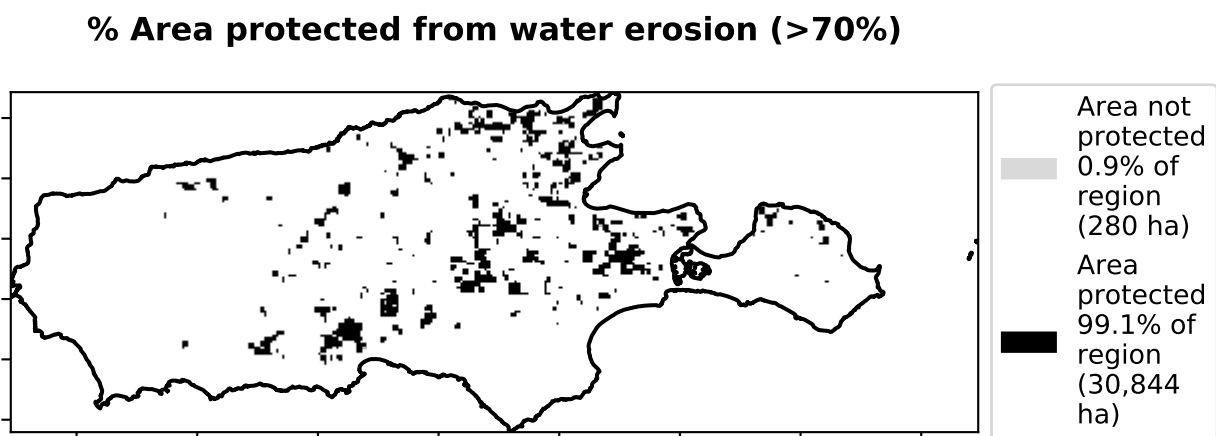 % Area protected from water erosion (>70%)
Area not
protected
0.9% of
region
(280 ha)
Area
protected
99.1% of
region
(30,844
ha)